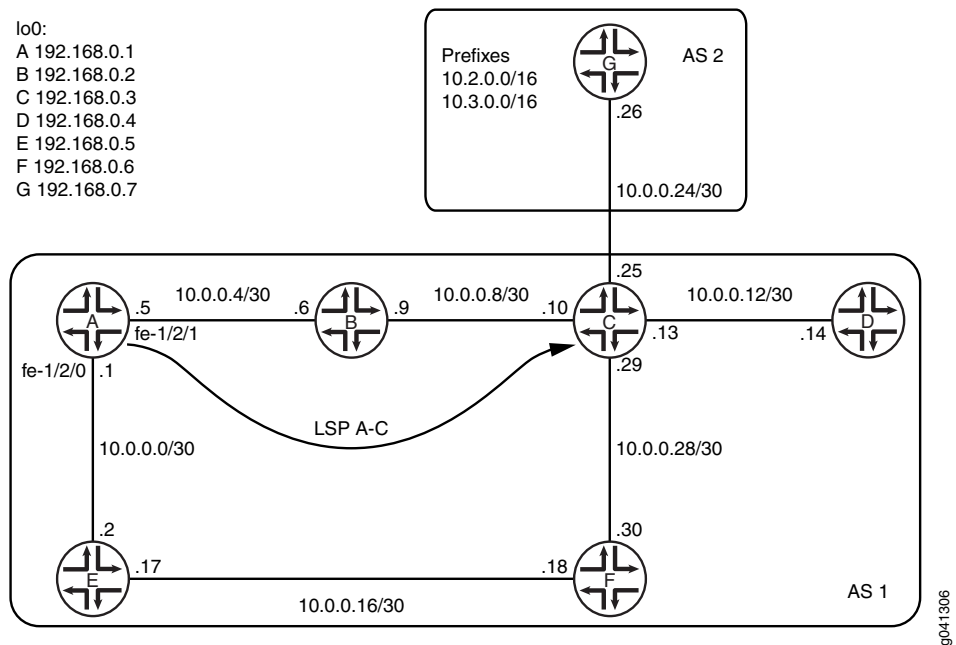 lo0:
A 192.168.0.1
B 192.168.0.2
C 192.168.0.3
D 192.168.0.4
E 192.168.0.5
F 192.168.0.6
G 192.168.0.7
Prefixes
10.2.0.0/16
10.3.0.0/16
G
AS 2
.26
10.0.0.24/30
.25
10.0.0.4/30
10.0.0.8/30
10.0.0.12/30
.5
.6
.9
.10
A
B
C
D
fe-1/2/1
.13
.14
fe-1/2/0
.1
.29
LSP A-C
10.0.0.0/30
10.0.0.28/30
.2
.30
.17
.18
E
F
10.0.0.16/30
AS 1
g041306